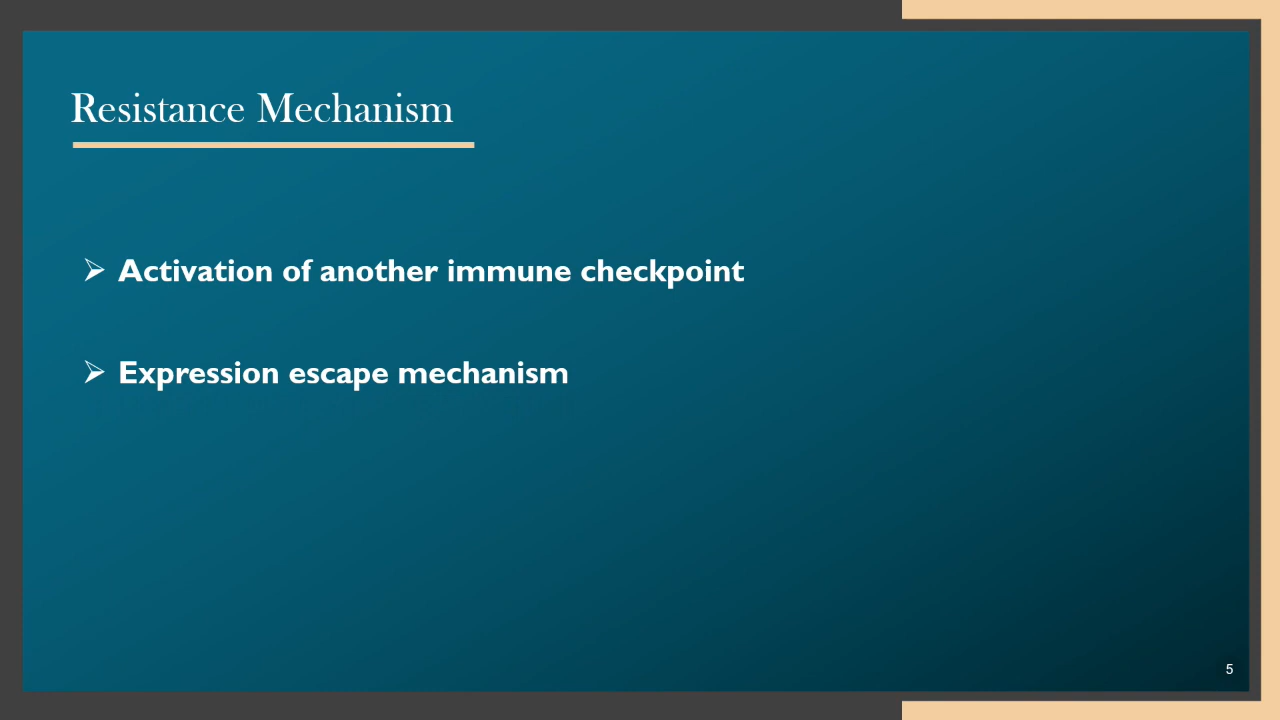 Resistance Mechanism
➢ Activation of another immune checkpoint
➢ Expression escape mechanism
5